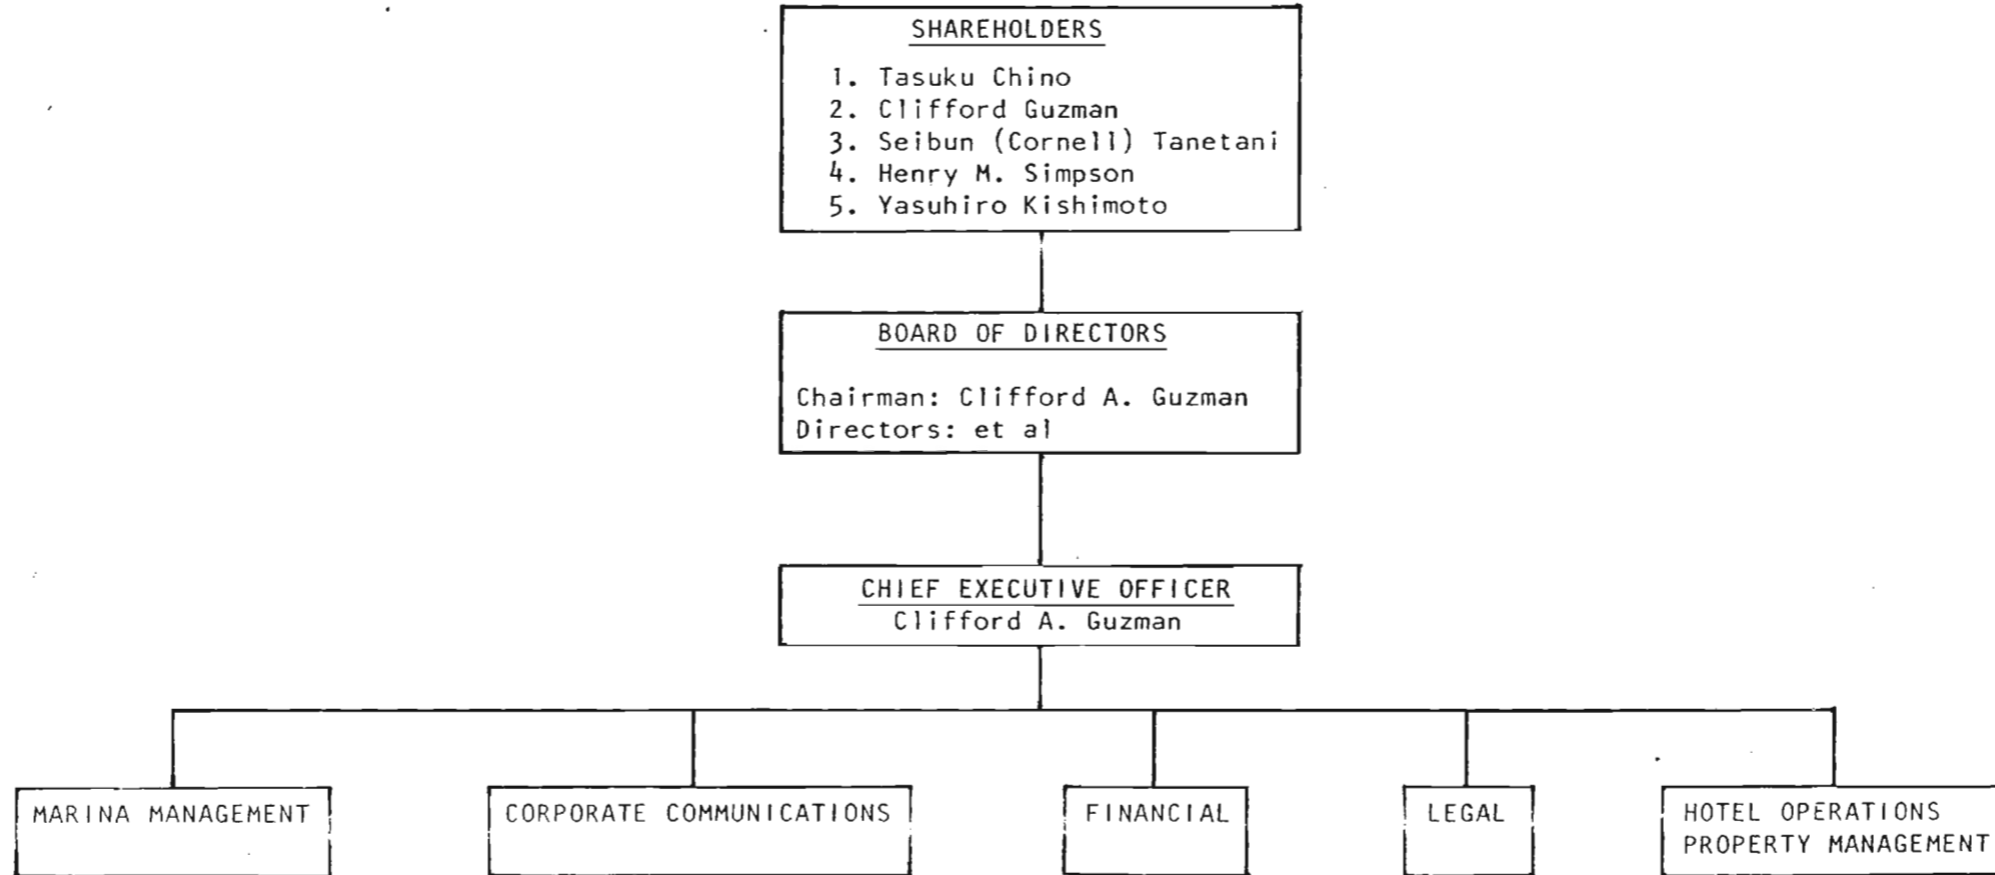 SHAREHOLDERS
1. Tasuku Chino
2. Clifford Guzman
3. Seibun (Cornell) Tanetani
4. Henry M. Simpson
5. Yasuhiro Kishimoto
BOARD OF DIRECTORS
Chairman: Clifford A. Guzman
Directors: et al
CHIEF EXECUTIVE OFFICER
Clifford A. Guzman
MARINA MANAGEMENT
CORPORATE COMMUNICATIONS
FINANCIAL
LEGAL
HOTEL OPERATIONS
PROPERTY MANAGEMENT